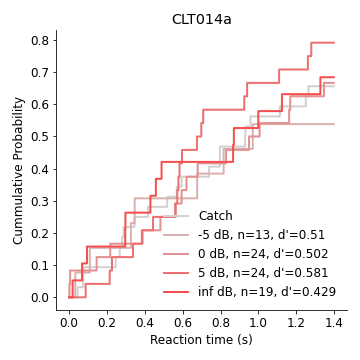 CLT014a
Cummulative Probability
0.8
0.7
0.6
0.5
0.4
0.3
0.2
0.1
0.0
Catch
-5 dB, n=13, d'=0.51
0 dB, n=24, d'=0.502
5 dB, n=24, d'=0.581
inf dB, n=19, d'=0.429
0.0 0.2 0.4 0.6 0.8 1.0 1.2 1.4
Reaction time (s)